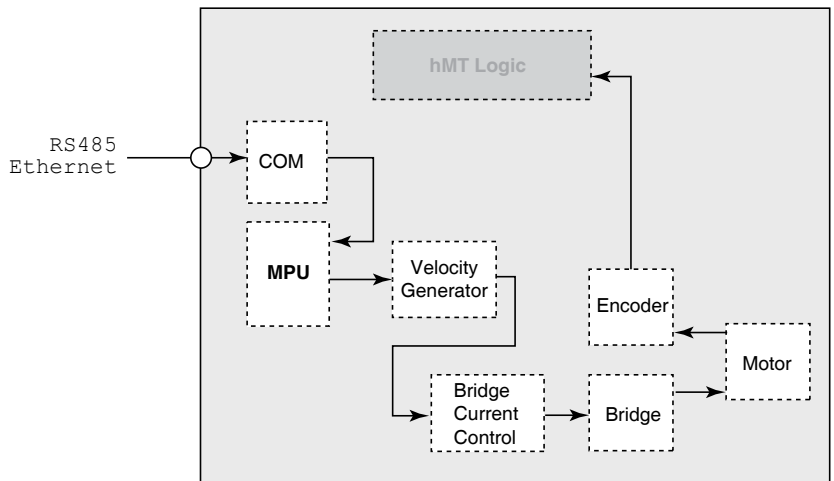 hMT Logic
RS485
Ethernet
COM
MPU
Velocity
Generator
Encoder
Motor
Bridge
Current
Control
Bridge